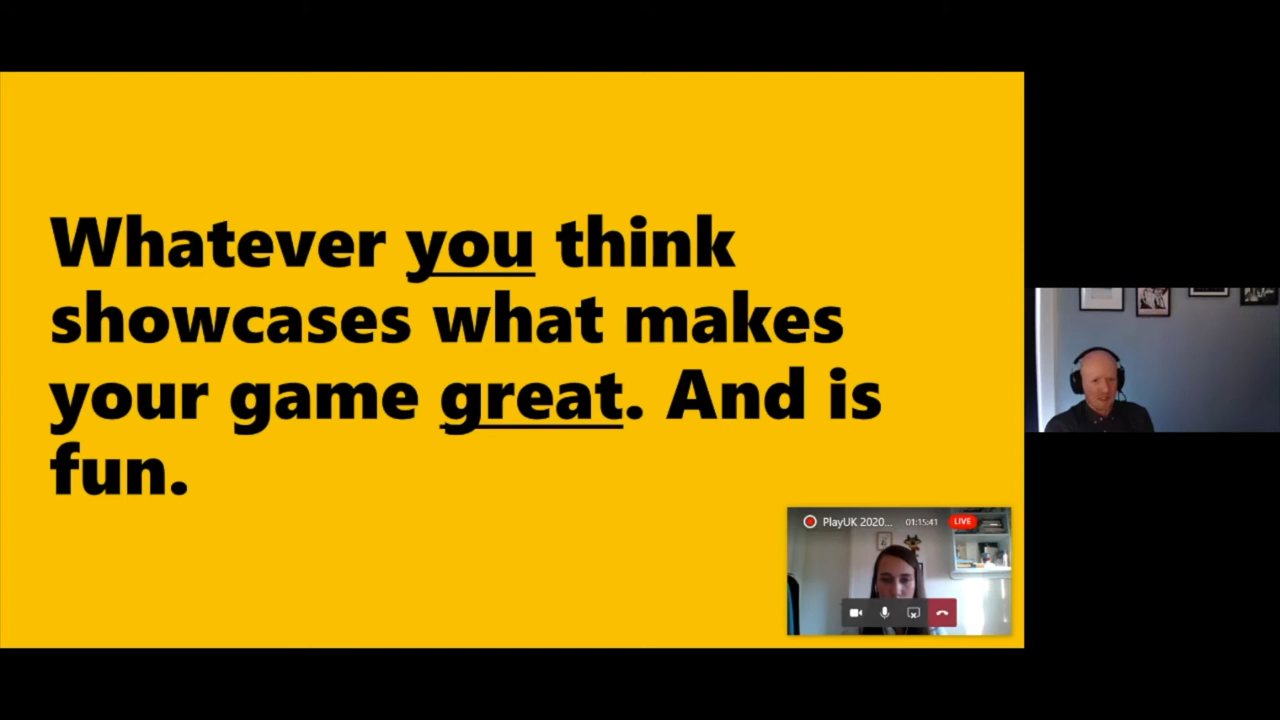 Whatever you think
showcases what makes
your game great. And is
fun.
PlayUK 2020... 01:15:41 LIVE